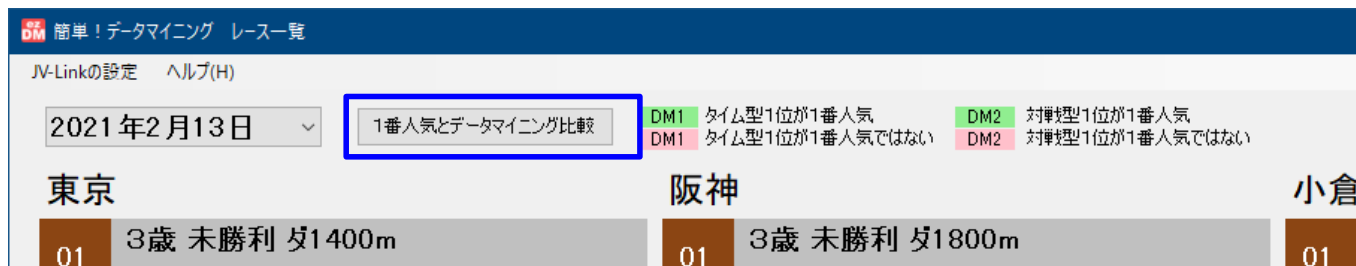 ez DM 簡単！データマイニング レース一覧
JV-Linkの設定 ヘルプ(H)
2021年2月13日 1番人気とデータマイニング比較
DM1 タイム型1位が1番人気 DM2 対戦型1位が1番人気
DM1 タイム型1位が1番人気ではない DM2 対戦型1位が1番人気ではない
東京 阪神 小倉
01 3歳 未勝利 ダ1400m 01 3歳 未勝利 ダ1800m 01